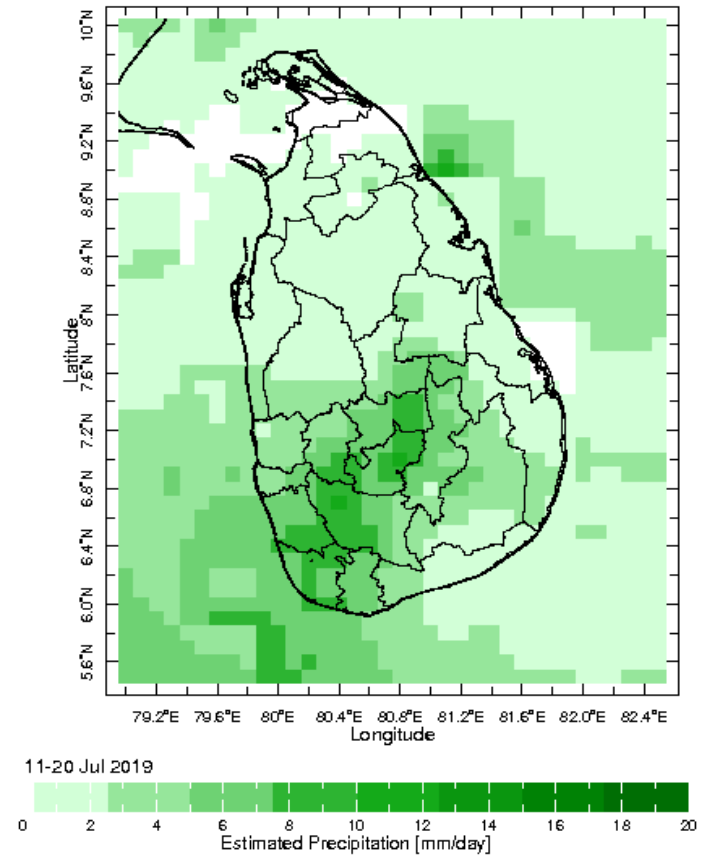 10°N
9.6°N
9.2°N
8.8°N
8.4°N
8°N
7.6°N
7.2°N
6.8°N
6.4°N
6.0°N
5.6°N
Latitude
79.2°E 79.6°E 80°E 80.4°E 80.8°E 81.2°E 81.6°E 82.0°E 82.4°E
Longitude
11-20 Jul 2019
0 2 4 6 8 10 12 14 16 18 20
Estimated Precipitation [mm/day]